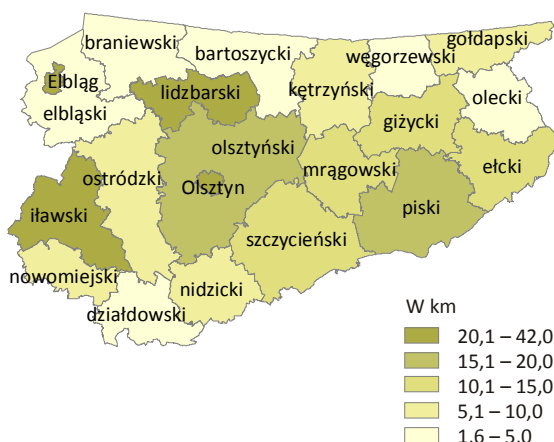 gołdapski
braniewski
bartoszycki
węgorzewski
Elbląg
lidzbarski
kętrzyński
olecki
elbląski
giżycki
olsztyński
ełcki
ostródzki
mrągowski
Olsztyn
piski
iławski
szczycieński
nowomiejski
nidzicki
działdowski
W km
20,1 – 42,0
15,1 – 20,0
10,1 – 15,0
5,1 – 10,0
1,6 – 5,0